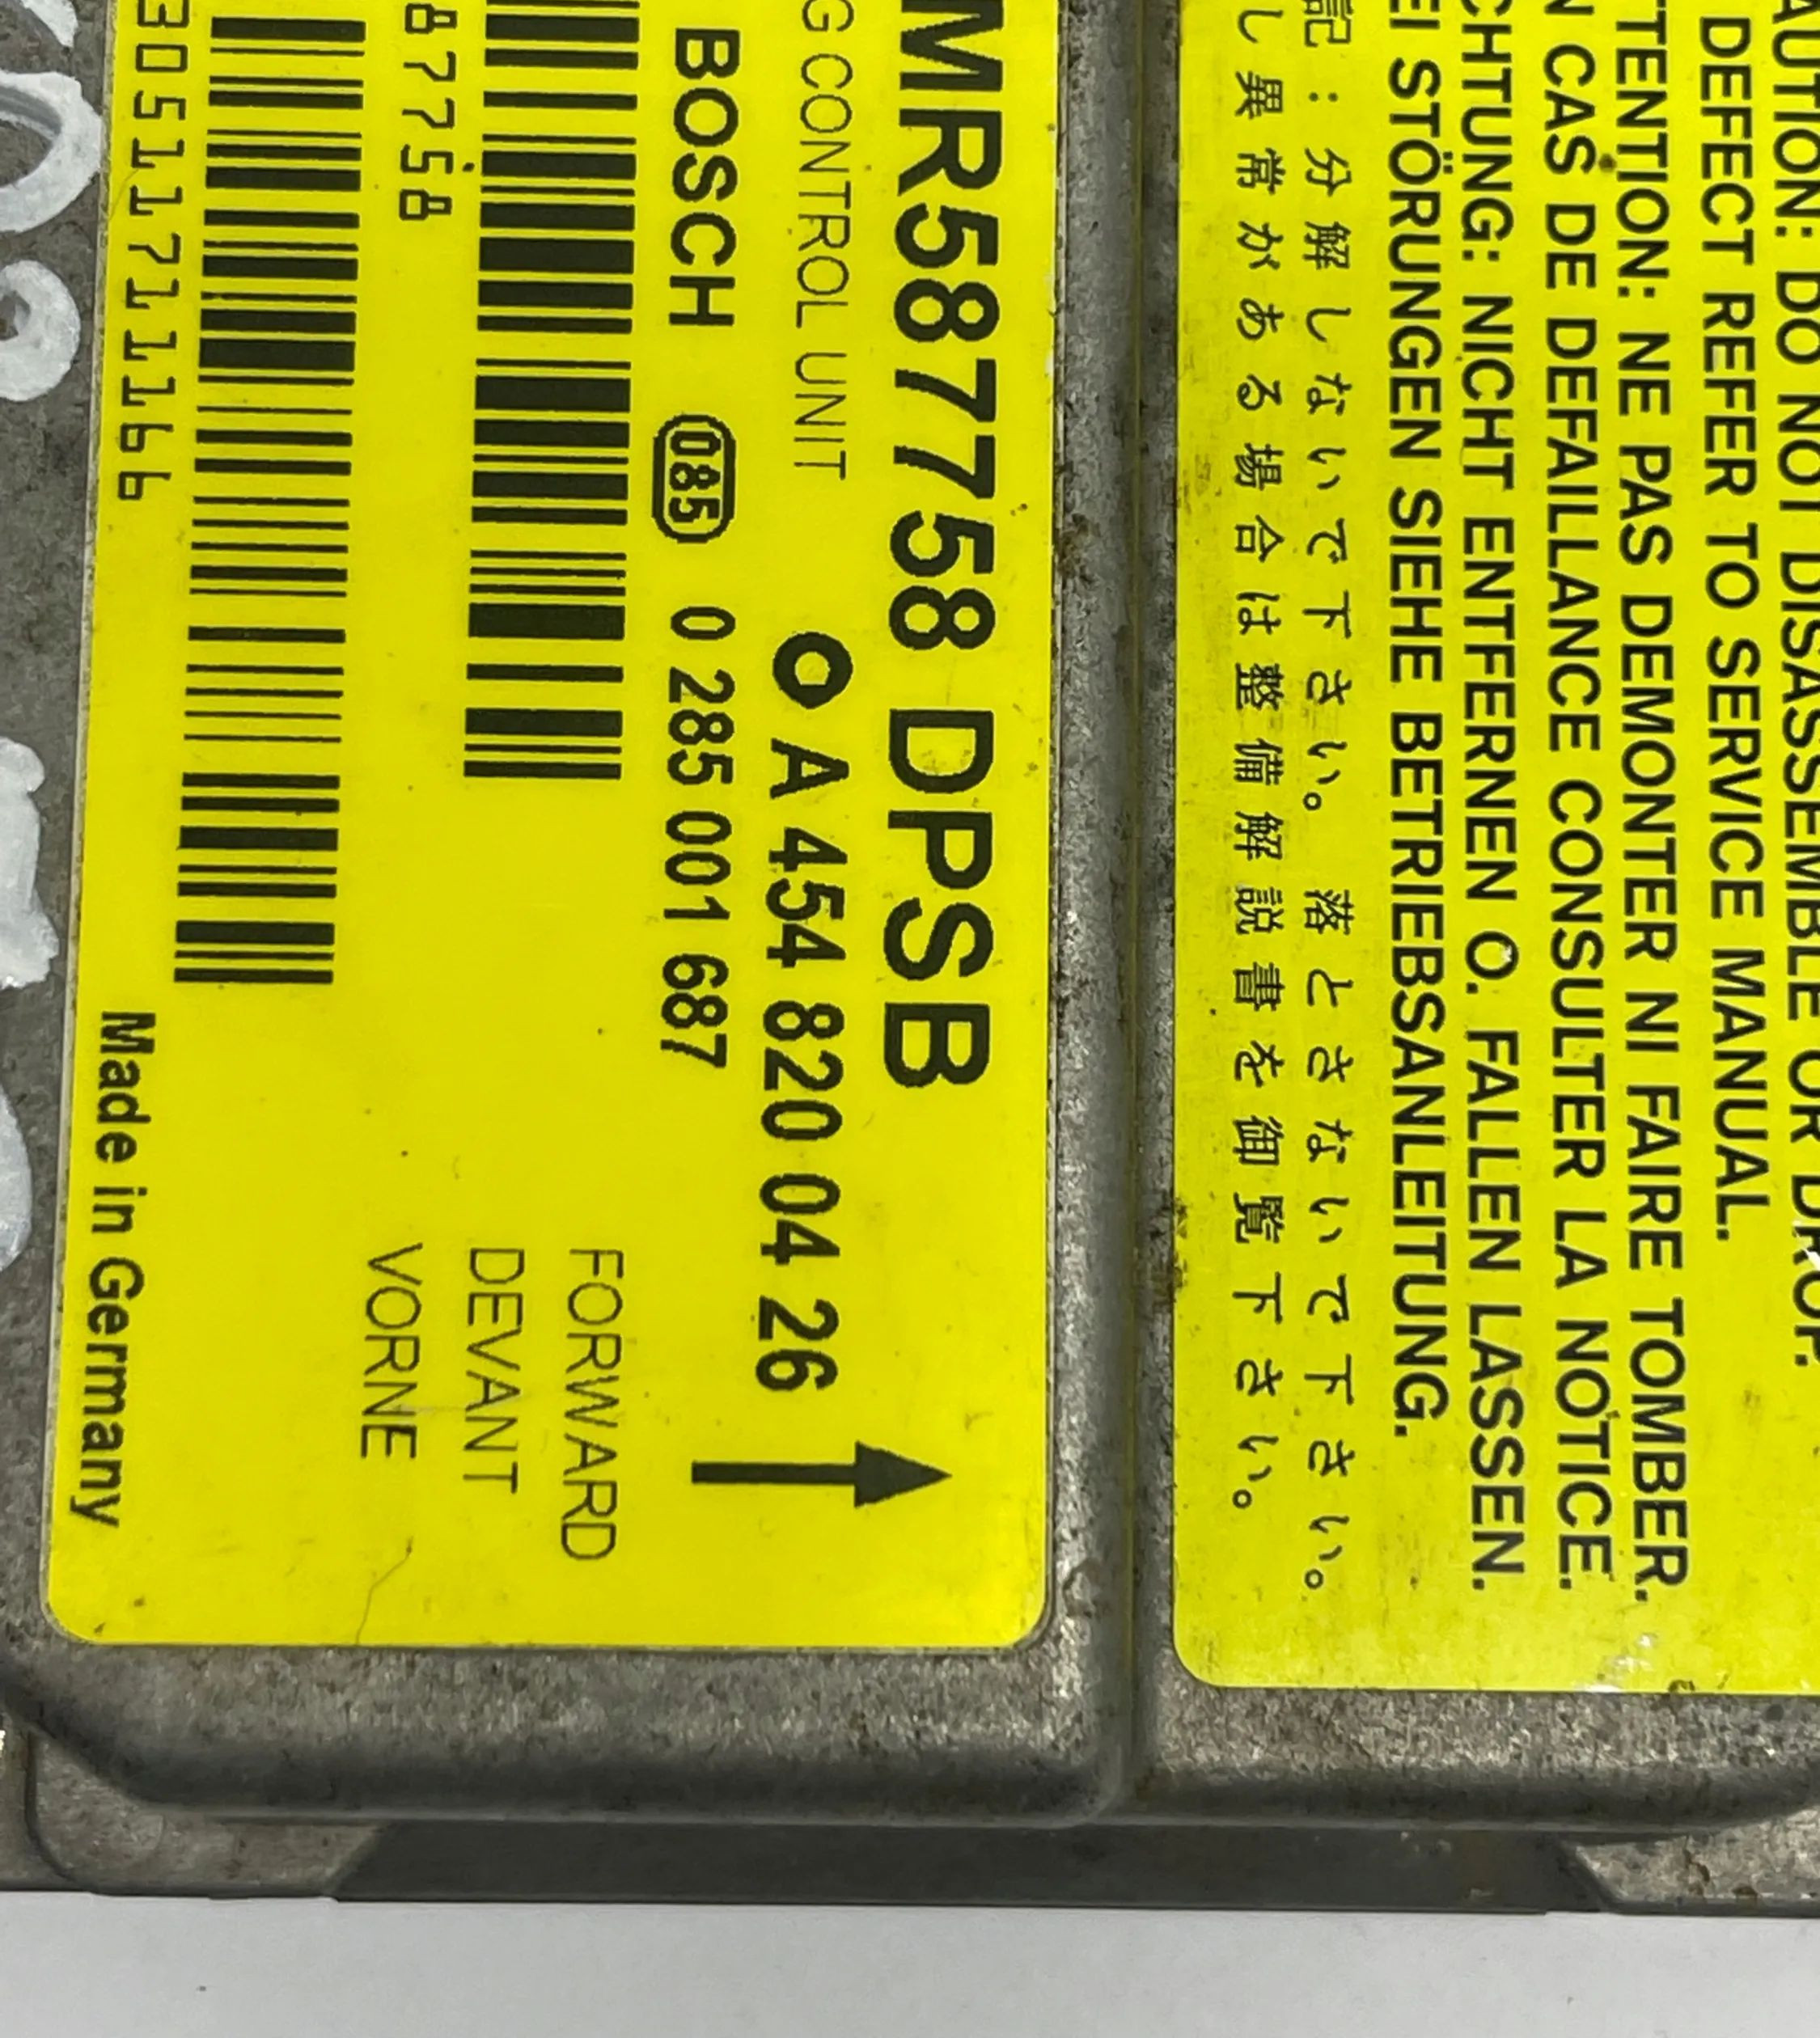 MR587758 DPSB
G CONTROL UNIT
A 454 820 04 26
BOSCH 085 0 285 001 687
87758
30511711166
FORWARD
DEVANT
VORNE
Made in Germany
AUTION: DO NOT DISASSEMBLE OR DROP.
DEFECT REFER TO SERVICE MANUAL.
TTENTION: NE PAS DEMONTER NI FAIRE TOMBER.
N CAS DE DEFAILLANCE CONSULTER LA NOTICE.
CHTUNG: NICHT ENTFERNEN O. FALLEN LASSEN.
EI STÖRUNGEN SIEHE BETRIEBSANLEITUNG.
記：分解しないで下さい。落とさないで下さい。
し異常がある場合は整備解説書を御覧下さい。